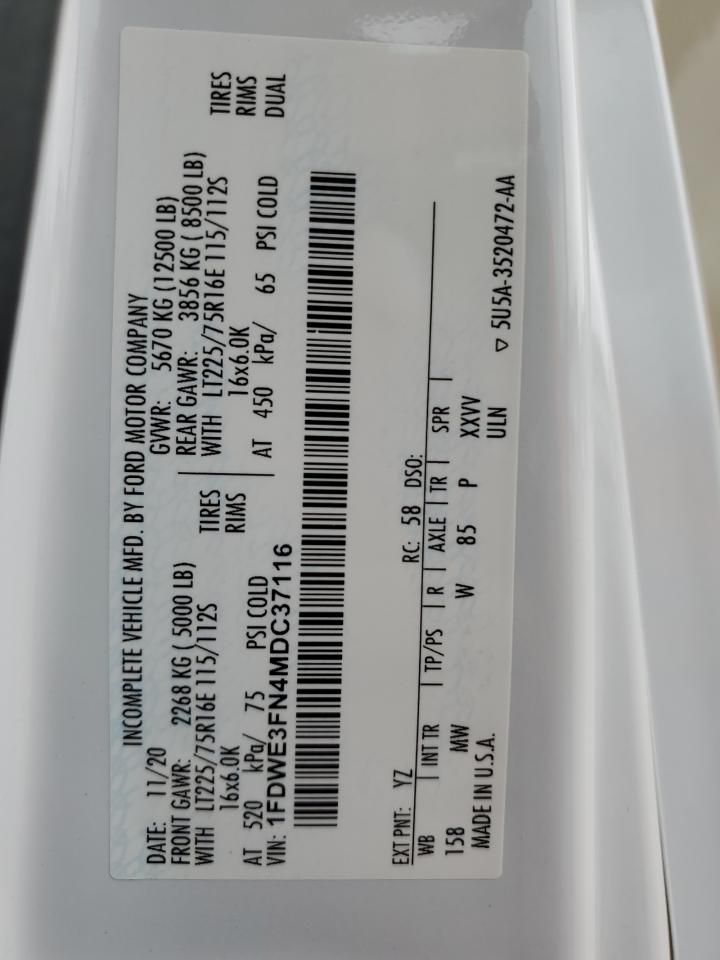 INCOMPLETE VEHICLE MFD. BY FORD MOTOR COMPANY
DATE: 11/20 GVWR: 5670 KG (12500 LB)
FRONT GAWR: 2268 KG ( 5000 LB) REAR GAWR: 3856 KG ( 8500 LB)
WITH LT225/75R16E 115/112S TIRES WITH LT225/75R16E 115/112S TIRES
16x6.0K RIMS 16x6.0K RIMS
AT 520 kPa/ 75 PSI COLD AT 450 kPa/ 65 PSI COLD DUAL
VIN: 1FDWE3FN4MDC37116
EXT PNT: YZ RC: 58 DSO:
WB | INT TR | TP/PS | R | AXLE | TR | SPR |
158 MW W 85 P XXVV
MADE IN U.S.A. ULN
▽ 5U5A-3520472-AA